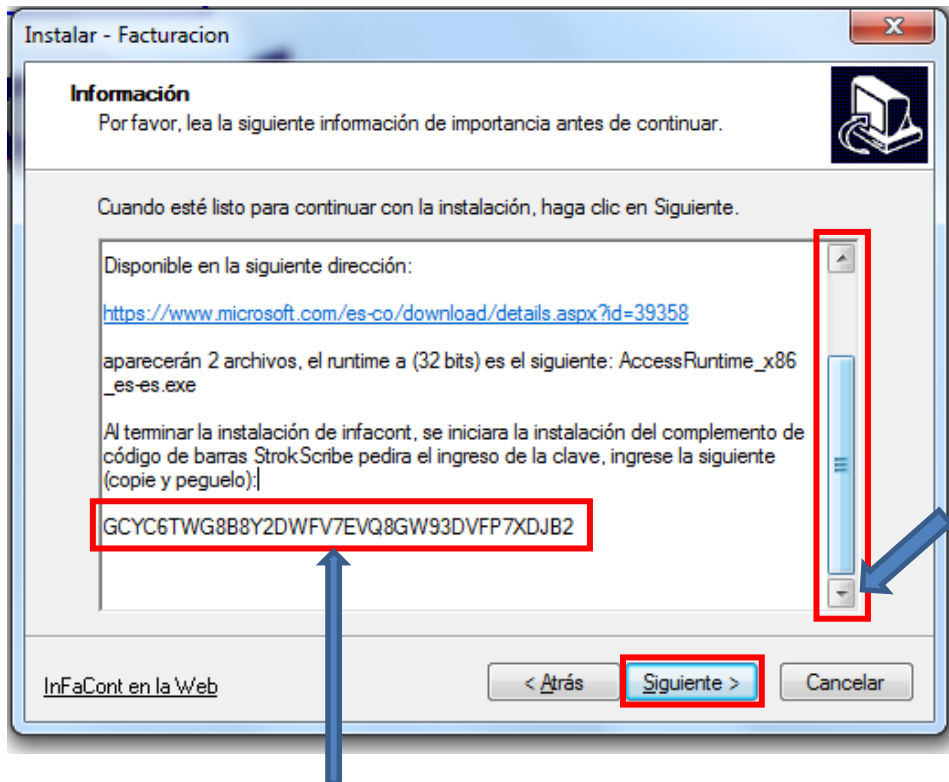 Instalar - Facturacion
Información
Por favor, lea la siguiente información de importancia antes de continuar.
Cuando esté listo para continuar con la instalación, haga clic en Siguiente.
Disponible en la siguiente dirección:
https://www.microsoft.com/es-co/download/details.aspx?id=39358
aparecerán 2 archivos, el runtime a (32 bits) es el siguiente: AccessRuntime_x86
_es-es.exe
Al terminar la instalación de infacont, se iniciara la instalación del complemento de
código de barras StrokScribe pedira el ingreso de la clave, ingrese la siguiente
(copie y peguelo):
GCYC6TWG8B8Y2DWFV7EVQ8GW93DVFP7XDJB2
InFaCont en la Web
< Atrás
Siguiente >
Cancelar